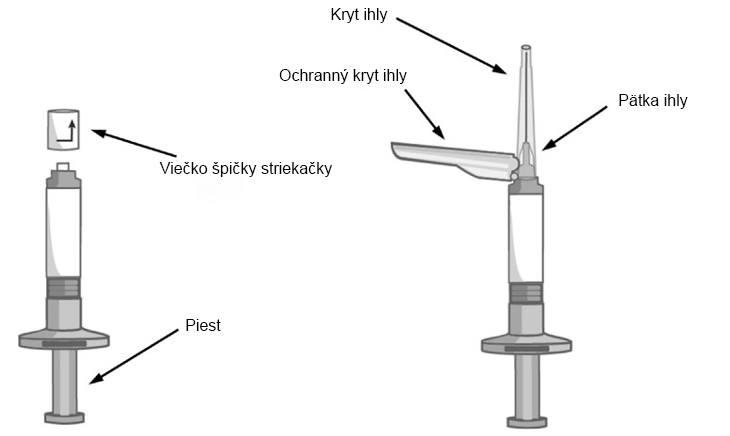 Kryt ihly
Ochranný kryt ihly
Pätka ihly
Viečko špičky striekačky
Piest